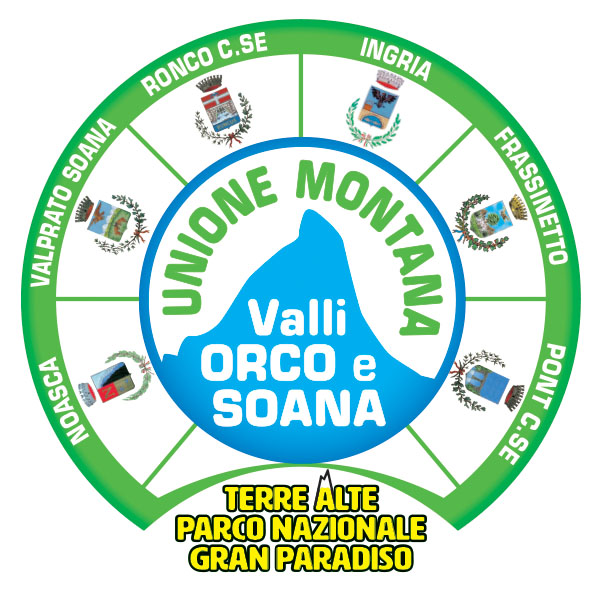 NOASCA
VALPRATO SOANA
RONCO C.SE
INGRIA
FRASSINETTO
PONT C.SE
UNIONE MONTANA
Valli
ORCO e
SOANA
TERRE ALTE
PARCO NAZIONALE
GRAN PARADISO